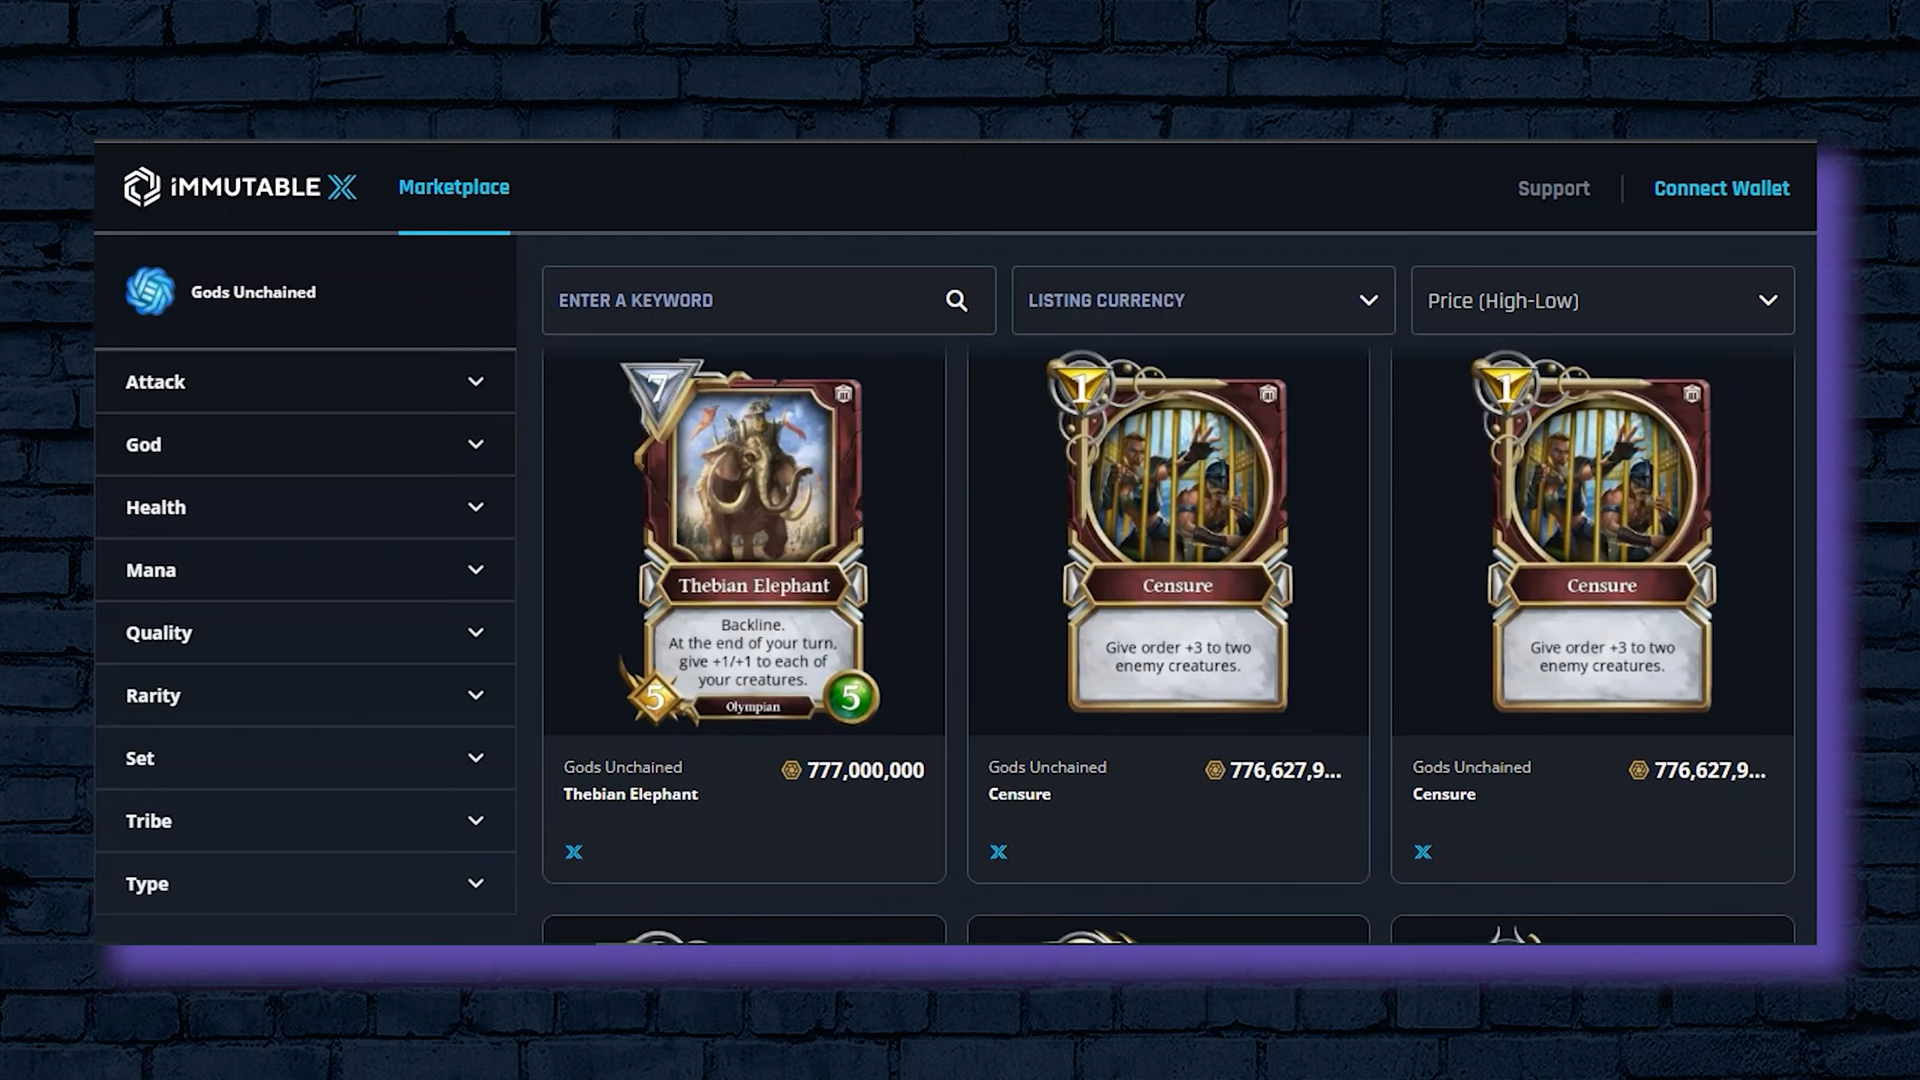 iMMUTABLE X
Marketplace
Support
Connect Wallet
Gods Unchained
ENTER A KEYWORD
LISTING CURRENCY
Price (High-Low)
Attack
God
Health
Mana
Quality
Rarity
Set
Tribe
Type
7
Thebian Elephant
Backline.
At the end of your turn,
give +1/+1 to each of
your creatures.
5
Olympian
5
Gods Unchained
777,000,000
Thebian Elephant
1
Censure
Give order +3 to two
enemy creatures.
Gods Unchained
776,627,9...
Censure
1
Censure
Give order +3 to two
enemy creatures.
Gods Unchained
776,627,9...
Censure